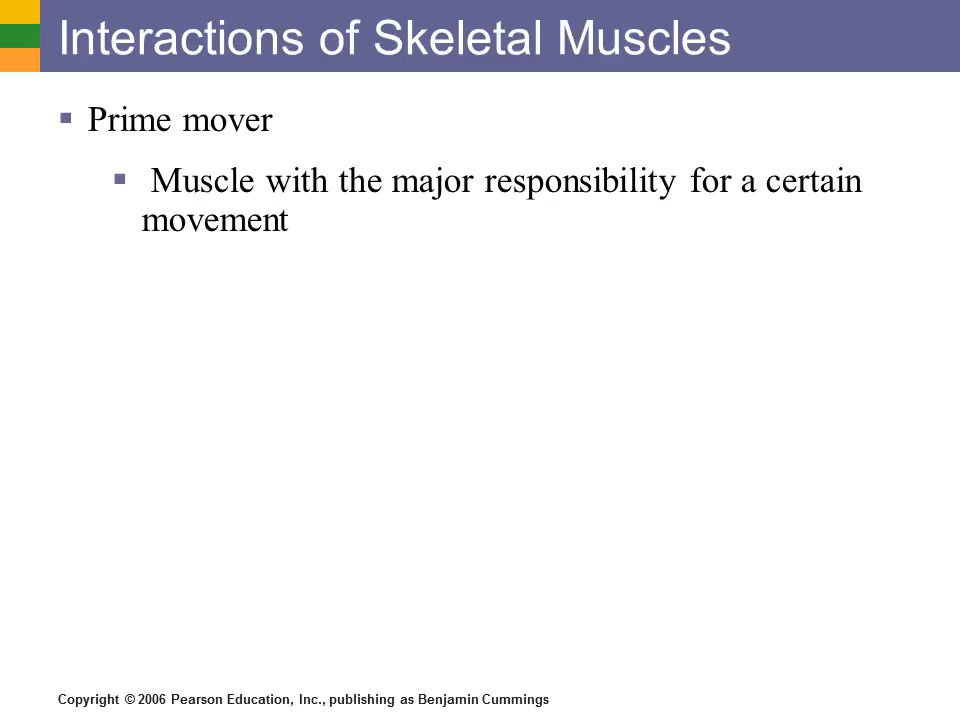 Interactions of Skeletal Muscles
▪ Prime mover
▪ Muscle with the major responsibility for a certain
movement
Copyright © 2006 Pearson Education, Inc., publishing as Benjamin Cummings